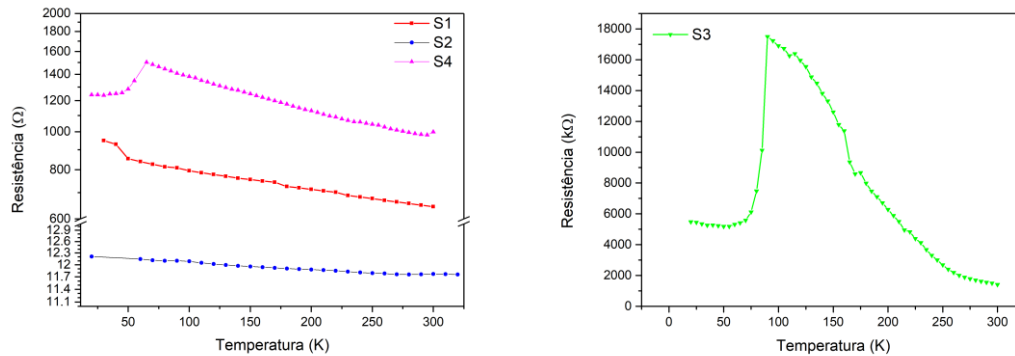 2000
1800
1600
1400
1200
1000
800
600
12.9
12.6
12.3
12
11.7
11.4
11.1
Resistência (Ω)
50 100 150 200 250 300
Temperatura (K)
S1
S2
S4
18000
16000
14000
12000
10000
8000
6000
4000
2000
0
Resistência (kΩ)
0 50 100 150 200 250 300
Temperatura (K)
S3